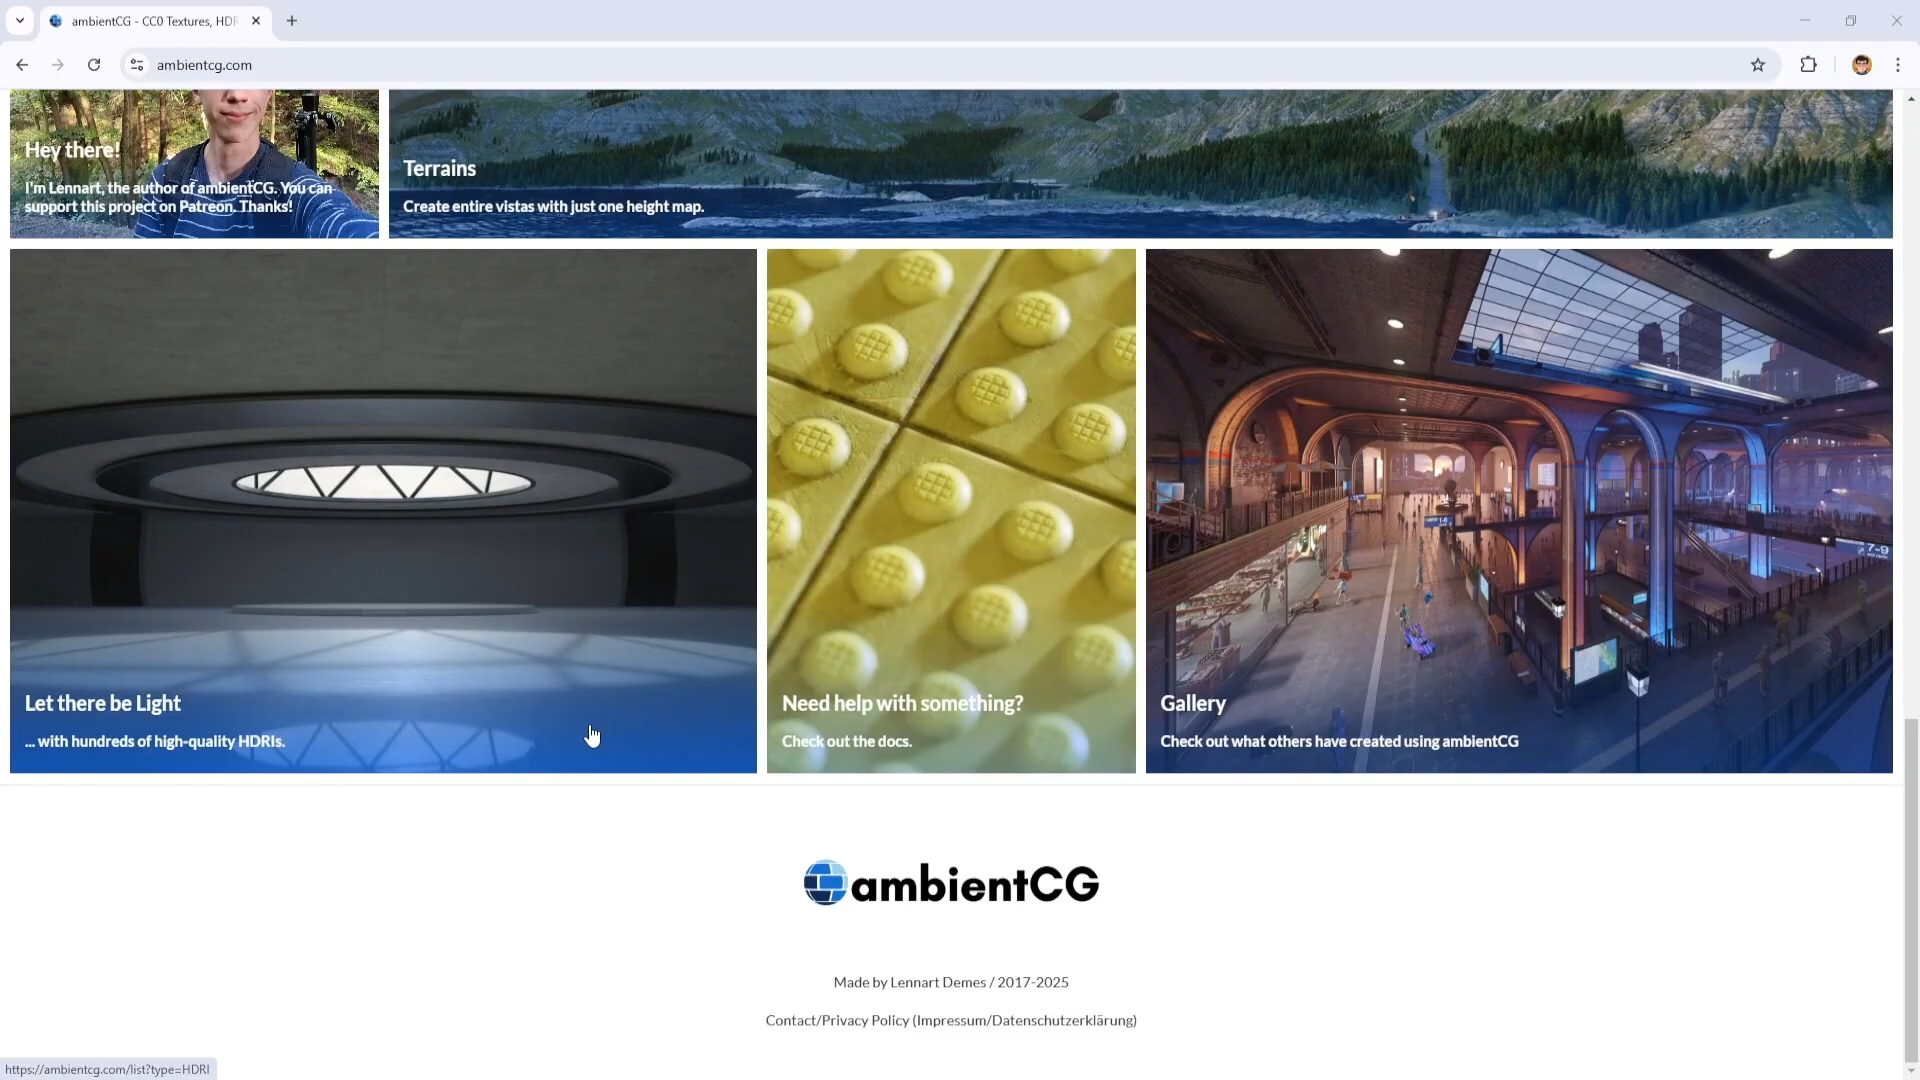 ambientCG - CC0 Textures, HDR
ambientcg.com
Hey there!
I'm Lennart, the author of ambientCG. You can
support this project on Patreon. Thanks!
Terrains
Create entire vistas with just one height map.
Let there be Light
... with hundreds of high-quality HDRIs.
Need help with something?
Check out the docs.
Gallery
Check out what others have created using ambientCG
ambientCG
Made by Lennart Demes / 2017-2025
Contact/Privacy Policy (Impressum/Datenschutzerklärung)
https://ambientcg.com/list?type=HDRI